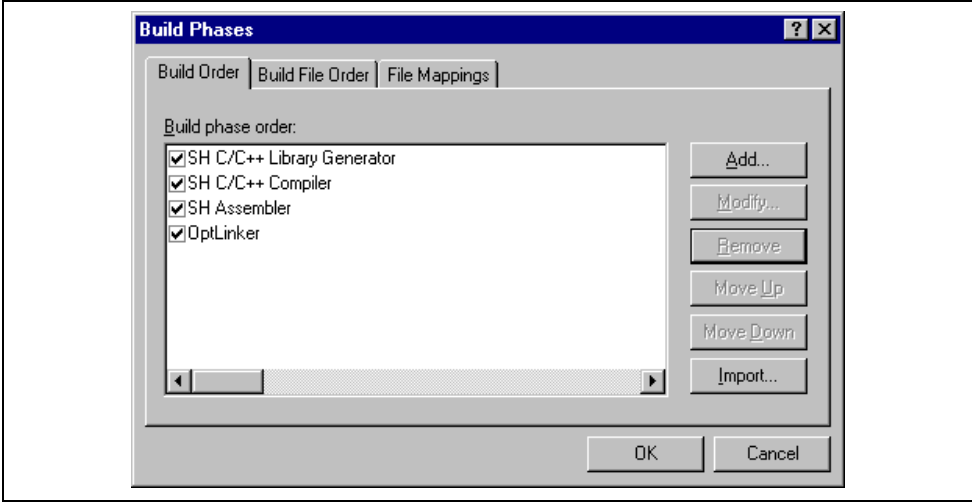 Build Phases
Build Order
Build File Order
File Mappings
Build phase order:
SH C/C++ Library Generator
SH C/C++ Compiler
SH Assembler
OptLinker
Add...
Modify...
Remove
Move Up
Move Down
Import...
OK
Cancel